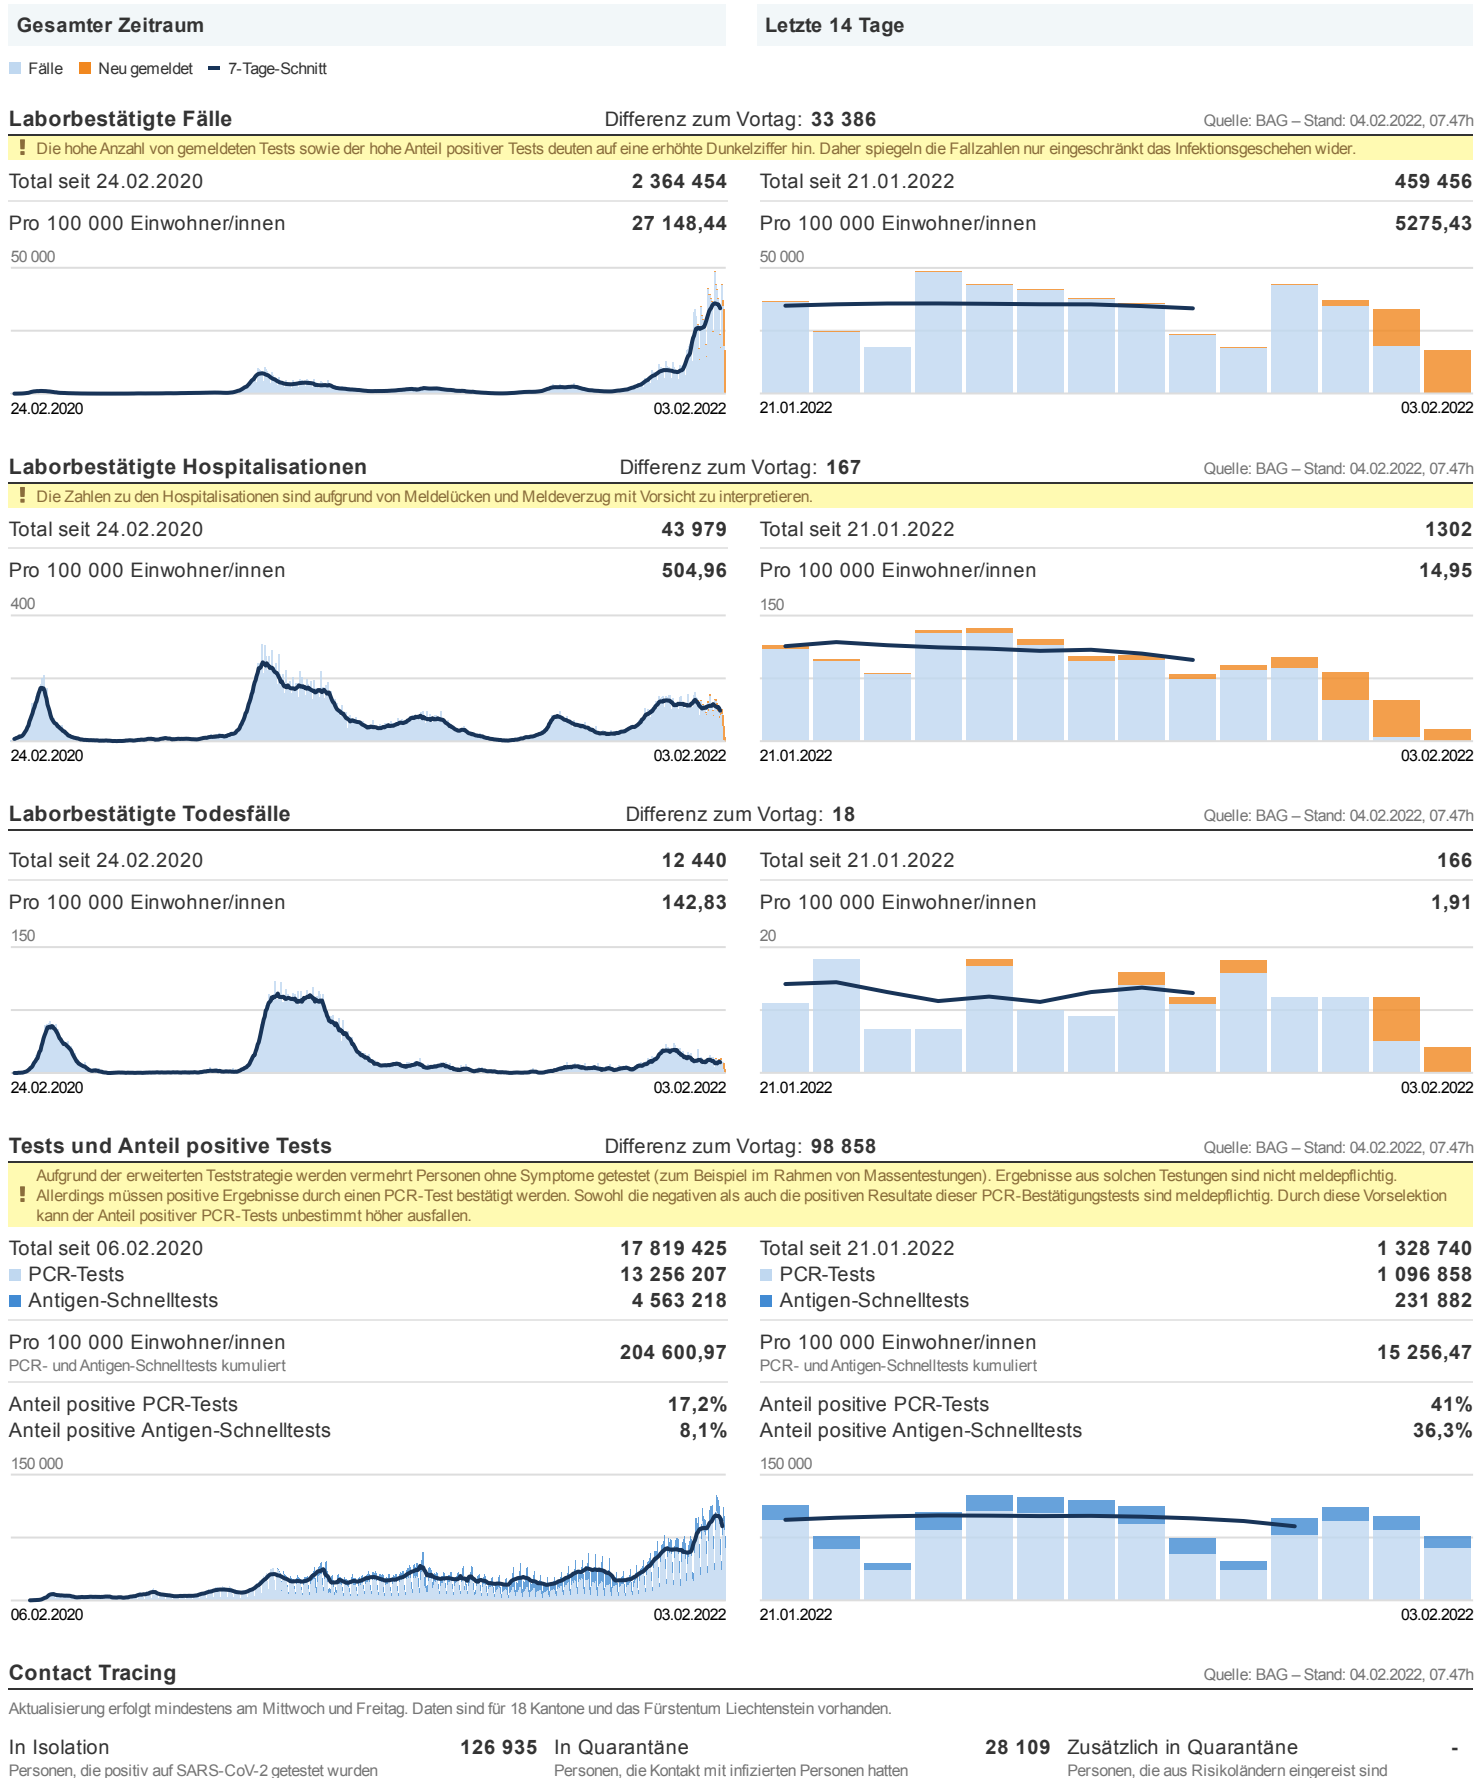 Gesamter Zeitraum
Letzte 14 Tage
Fälle Neu gemeldet 7-Tage-Schnitt
Laborbestätigte Fälle Differenz zum Vortag: 33 386 Quelle: BAG – Stand: 04.02.2022, 07.47h
! Die hohe Anzahl von gemeldeten Tests sowie der hohe Anteil positiver Tests deuten auf eine erhöhte Dunkelziffer hin. Daher spiegeln die Fallzahlen nur eingeschränkt das Infektionsgeschehen wider.
Total seit 24.02.2020 2 364 454
Pro 100 000 Einwohner/innen 27 148,44
50 000
24.02.2020 03.02.2022
Total seit 21.01.2022 459 456
Pro 100 000 Einwohner/innen 5275,43
50 000
21.01.2022 03.02.2022
Laborbestätigte Hospitalisationen Differenz zum Vortag: 167 Quelle: BAG – Stand: 04.02.2022, 07.47h
! Die Zahlen zu den Hospitalisationen sind aufgrund von Meldelücken und Meldeverzug mit Vorsicht zu interpretieren.
Total seit 24.02.2020 43 979
Pro 100 000 Einwohner/innen 504,96
400
24.02.2020 03.02.2022
Total seit 21.01.2022 1302
Pro 100 000 Einwohner/innen 14,95
150
21.01.2022 03.02.2022
Laborbestätigte Todesfälle Differenz zum Vortag: 18 Quelle: BAG – Stand: 04.02.2022, 07.47h
Total seit 24.02.2020 12 440
Pro 100 000 Einwohner/innen 142,83
150
24.02.2020 03.02.2022
Total seit 21.01.2022 166
Pro 100 000 Einwohner/innen 1,91
20
21.01.2022 03.02.2022
Tests und Anteil positive Tests Differenz zum Vortag: 98 858 Quelle: BAG – Stand: 04.02.2022, 07.47h
Aufgrund der erweiterten Teststrategie werden vermehrt Personen ohne Symptome getestet (zum Beispiel im Rahmen von Massentestungen). Ergebnisse aus solchen Testungen sind nicht meldepflichtig.
! Allerdings müssen positive Ergebnisse durch einen PCR-Test bestätigt werden. Sowohl die negativen als auch die positiven Resultate dieser PCR-Bestätigungstests sind meldepflichtig. Durch diese Vorselektion
kann der Anteil positiver PCR-Tests unbestimmt höher ausfallen.
Total seit 06.02.2020 17 819 425
PCR-Tests 13 256 207
Antigen-Schnelltests 4 563 218
Pro 100 000 Einwohner/innen 204 600,97
PCR- und Antigen-Schnelltests kumuliert
Anteil positive PCR-Tests 17,2%
Anteil positive Antigen-Schnelltests 8,1%
150 000
06.02.2020 03.02.2022
Total seit 21.01.2022 1 328 740
PCR-Tests 1 096 858
Antigen-Schnelltests 231 882
Pro 100 000 Einwohner/innen 15 256,47
PCR- und Antigen-Schnelltests kumuliert
Anteil positive PCR-Tests 41%
Anteil positive Antigen-Schnelltests 36,3%
150 000
21.01.2022 03.02.2022
Contact Tracing Quelle: BAG – Stand: 04.02.2022, 07.47h
Aktualisierung erfolgt mindestens am Mittwoch und Freitag. Daten sind für 18 Kantone und das Fürstentum Liechtenstein vorhanden.
In Isolation 126 935
Personen, die positiv auf SARS-CoV-2 getestet wurden
In Quarantäne 28 109
Personen, die Kontakt mit infizierten Personen hatten
Zusätzlich in Quarantäne -
Personen, die aus Risikoländern eingereist sind